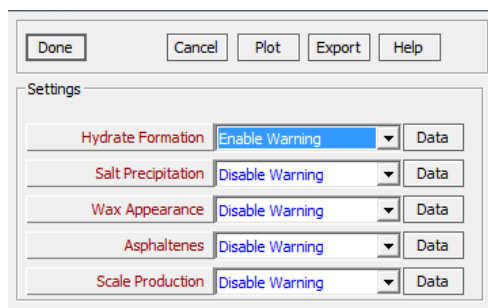 Done Cancel Plot Export Help
Settings
Hydrate Formation Enable Warning Data
Salt Precipitation Disable Warning Data
Wax Appearance Disable Warning Data
Asphaltenes Disable Warning Data
Scale Production Disable Warning Data